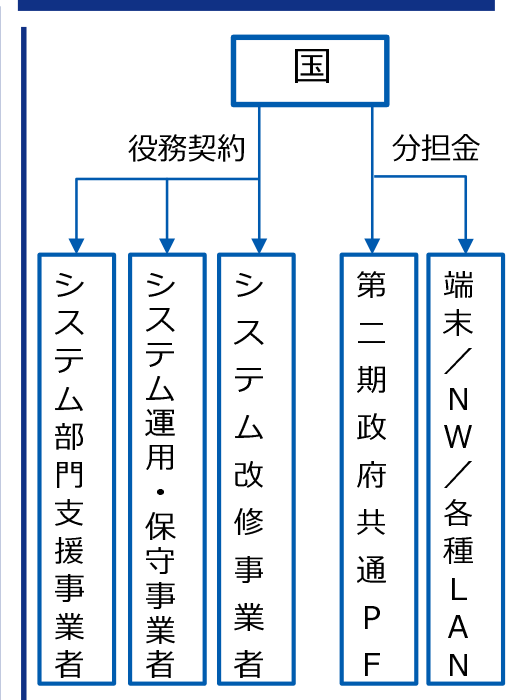 国
役務契約
分担金
システム部門支援事業者
システム運用・保守事業者
システム改修事業者
第二期政府共通PF
端末／NW／各種LAN